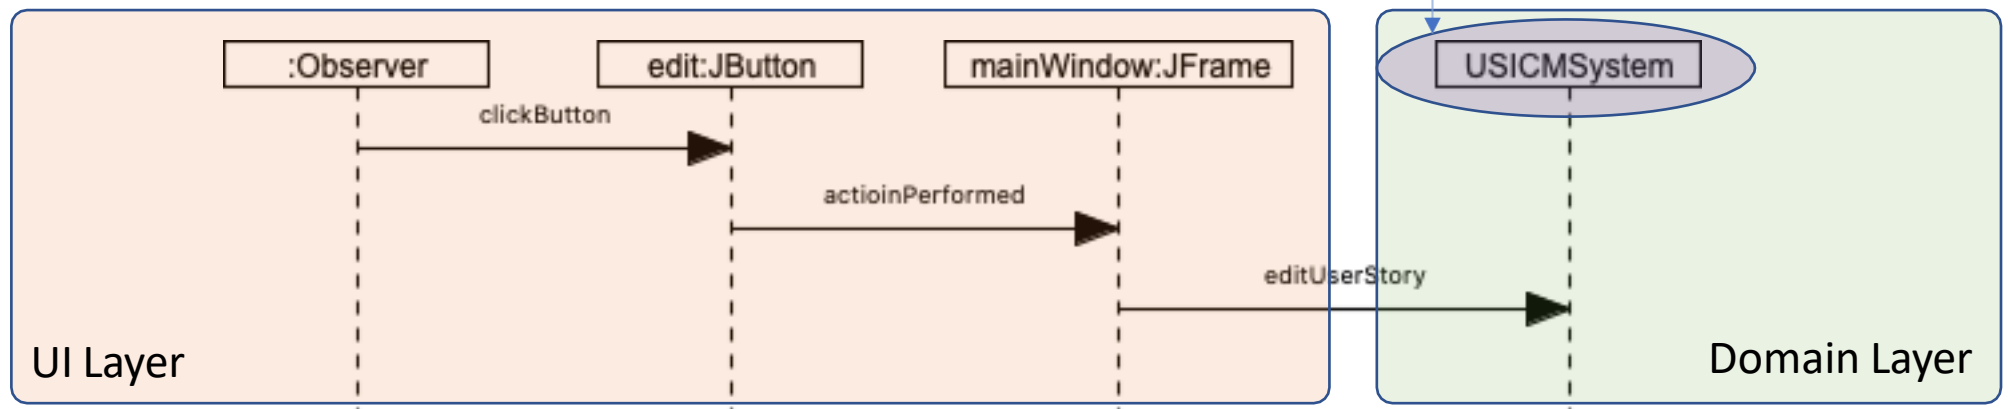 :Observer
edit:JButton
mainWindow:JFrame
USICMSystem
clickButton
actioinPerformed
editUserStory
UI Layer
Domain Layer